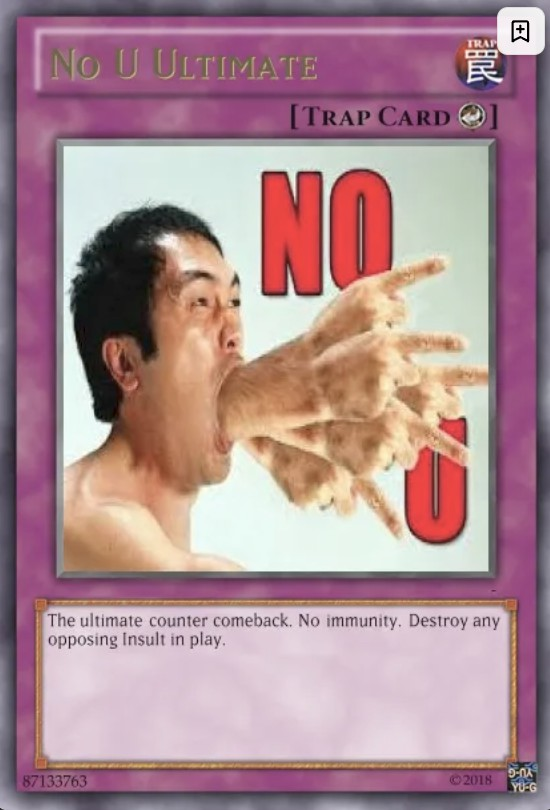 No U Ultimate
TRAP
罠
[Trap Card]
NO
U
The ultimate counter comeback. No immunity. Destroy any
opposing Insult in play.
87133763
©2018
YU-G